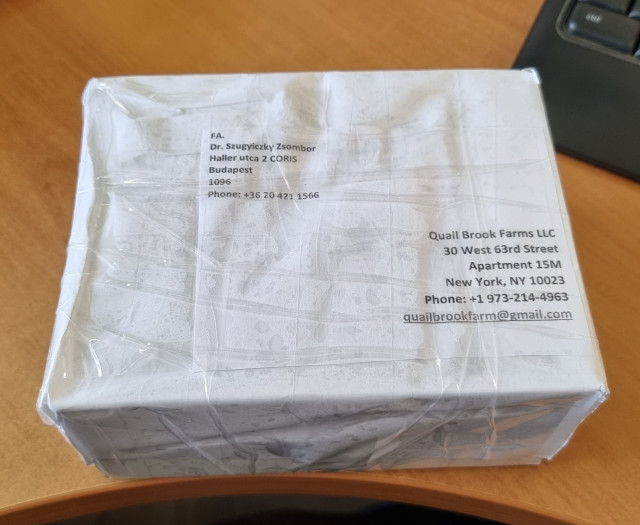 FA.
Dr. Szugyiczky Zsombor
Haller utca 2 CORIS
Budapest
1096
Phone: +36 20 421 1566
Quail Brook Farms LLC
30 West 63rd Street
Apartment 15M
New York, NY 10023
Phone: +1 973-214-4963
quailbrookfarm@gmail.com